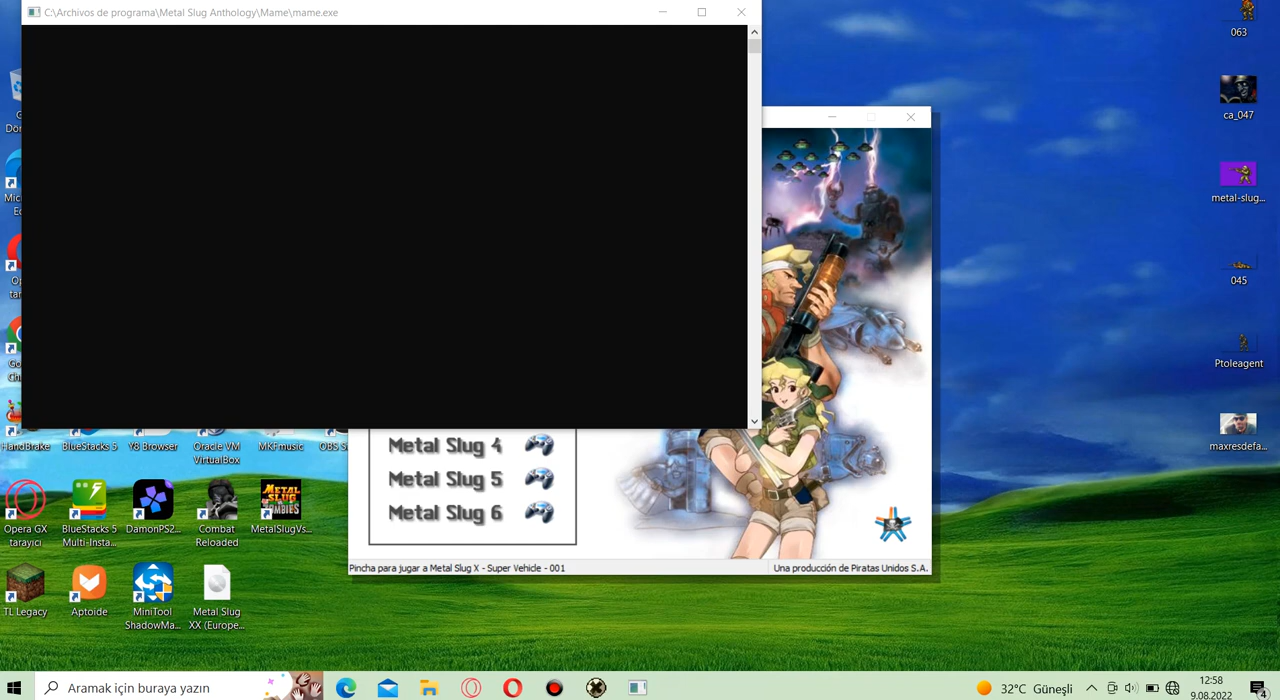 C:\Archivos de programa\Metal Slug Anthology\Mame\mame.exe
063
ca_047
metal-slug...
045
Ptoleagent
maxresdefa...
HandBrake
BlueStacks 5
Y8 Browser
Oracle VM
VirtualBox
MKFmusic
OBS S
Opera GX
tarayıcı
BlueStacks 5
Multi-Insta...
DamonPS2...
Combat
Reloaded
METAL
SLUG
ZOMBIES
MetalSlugVs...
TL Legacy
Aptoide
MiniTool
ShadowMa...
Metal Slug
XX (Europe...
Metal Slug 4
Metal Slug 5
Metal Slug 6
Pincha para jugar a Metal Slug X - Super Vehicle - 001
Una producción de Piratas Unidos S.A.
Aramak için buraya yazın
32°C Güneşli
12:58
9.08.2022
4